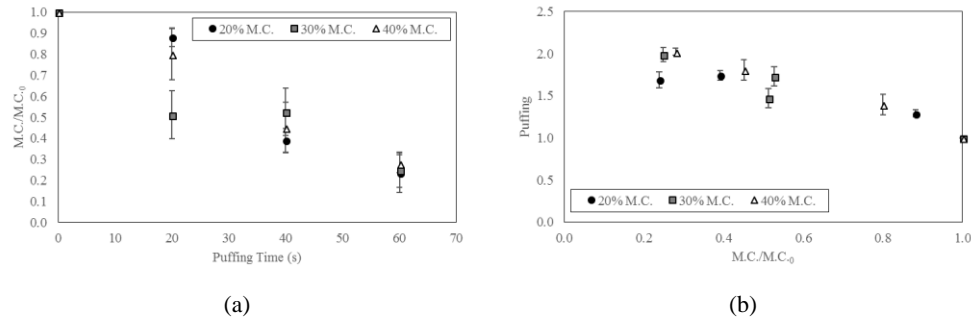 1.0
0.9
0.8
0.7
0.6
0.5
0.4
0.3
0.2
0.1
0.0
M.C./M.C.₀
20% M.C. 30% M.C. 40% M.C.
0 10 20 30 40 50 60 70
Puffing Time (s)
(a)
2.5
2.0
1.5
1.0
0.5
0.0
Puffing
20% M.C. 30% M.C. 40% M.C.
0.0 0.2 0.4 0.6 0.8 1.0
M.C./M.C.₀
(b)